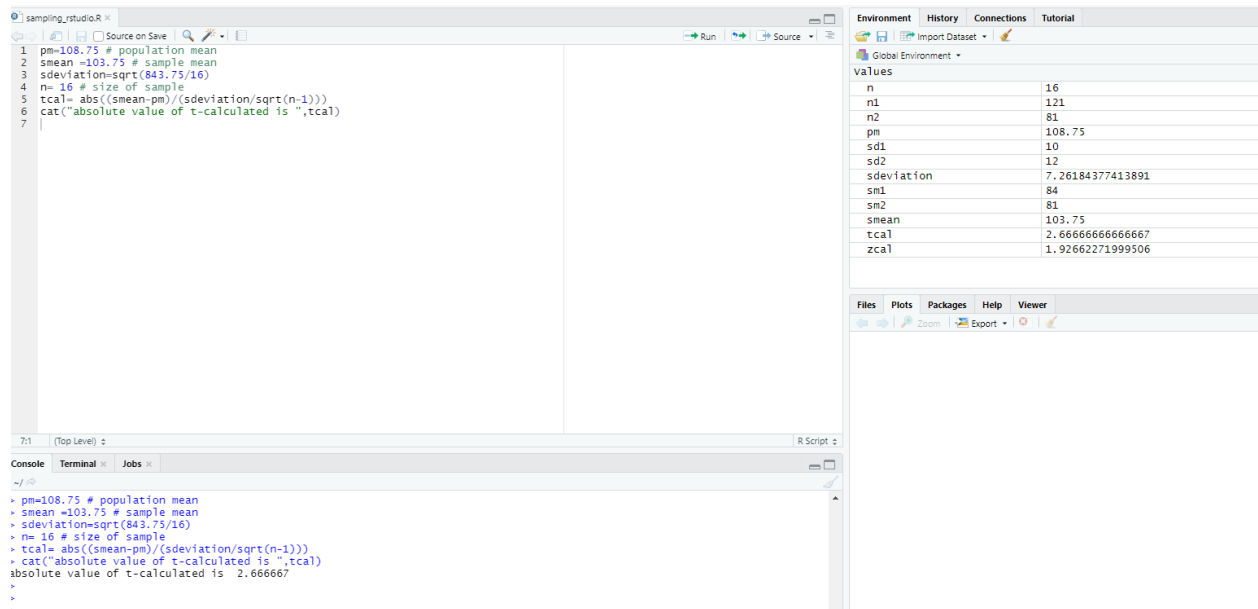 sampling_rstudio.R ×
Source on Save
Run
Source
1 pm=108.75 # population mean
2 smean =103.75 # sample mean
3 sdeviation=sqrt(843.75/16)
4 n= 16 # size of sample
5 tcal= abs((smean-pm)/(sdeviation/sqrt(n-1)))
6 cat("absolute value of t-calculated is ",tcal)
7
7:1 (Top Level)
R Script
Console Terminal × Jobs ×
~/
> pm=108.75 # population mean
> smean =103.75 # sample mean
> sdeviation=sqrt(843.75/16)
> n= 16 # size of sample
> tcal= abs((smean-pm)/(sdeviation/sqrt(n-1)))
> cat("absolute value of t-calculated is ",tcal)
absolute value of t-calculated is  2.666667
>
>
Environment History Connections Tutorial
Import Dataset
Global Environment
Values
n 16
n1 121
n2 81
pm 108.75
sd1 10
sd2 12
sdeviation 7.26184377413891
sm1 84
sm2 81
smean 103.75
tcal 2.66666666666667
zcal 1.92662271999506
Files Plots Packages Help Viewer
Zoom Export